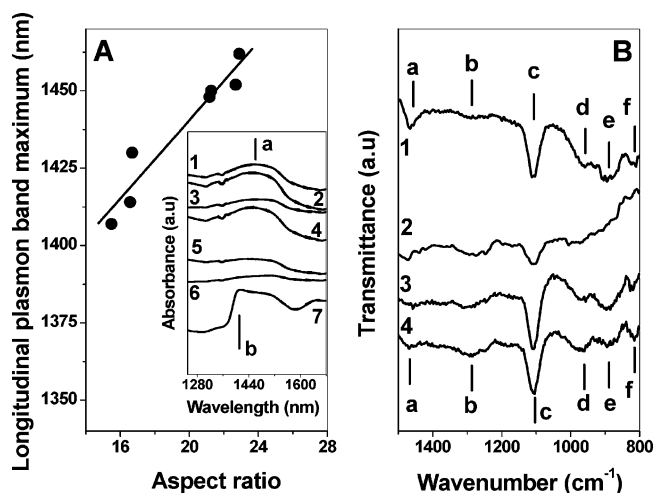 A
Longitudinal plasmon band maximum (nm)
1450
1425
1400
1375
1350
16
20
24
28
Aspect ratio
a
1
2
3
4
5
6
7
b
Absorbance (a.u)
1280
1440
1600
Wavelength (nm)
B
Transmittance (a.u)
a
b
c
d
e
f
1
2
3
4
a
b
c
d
e
f
1400
1200
1000
800
Wavenumber (cm⁻¹)